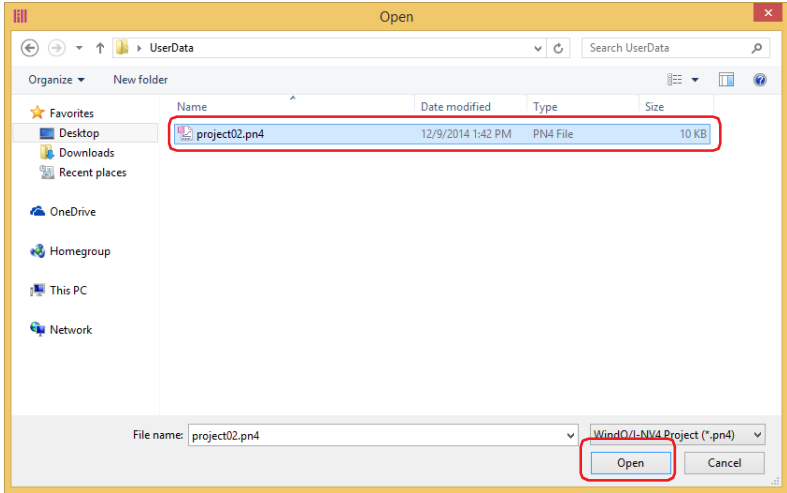 Open
UserData
Search UserData
Organize
New folder
Name Date modified Type Size
Favorites
Desktop
Downloads
Recent places
OneDrive
Homegroup
This PC
Network
project02.pn4 12/9/2014 1:42 PM PN4 File 10 KB
File name: project02.pn4 WindO/I-NV4 Project (*.pn4)
Open Cancel